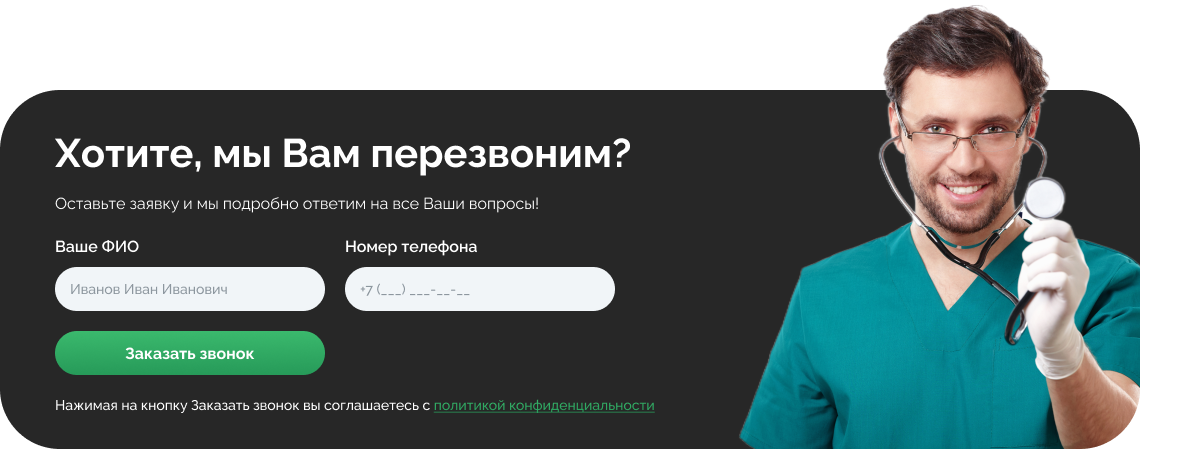 Хотите, мы Вам перезвоним?
Оставьте заявку и мы подробно ответим на все Ваши вопросы!
Ваше ФИО
Номер телефона
Иванов Иван Иванович
+7 (___) ___-__-__
Заказать звонок
Нажимая на кнопку Заказать звонок вы соглашаетесь с политикой конфиденциальности